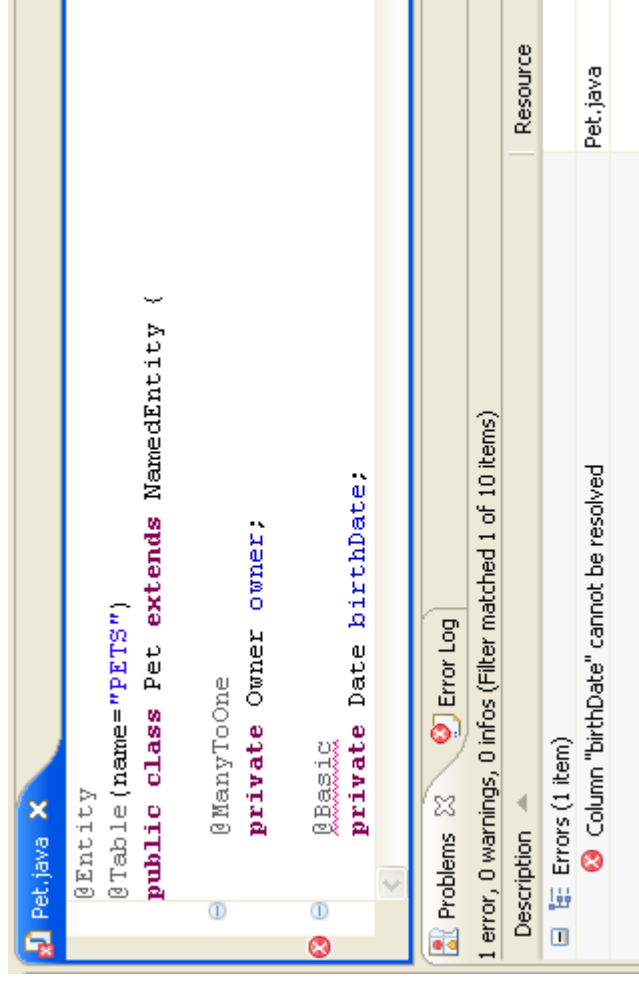 Pet.java
@Entity
@Table(name="PETS")
public class Pet extends NamedEntity {
@ManyToOne
private Owner owner;
@Basic
private Date birthDate;
Problems Error Log
1 error, 0 warnings, 0 infos (Filter matched 1 of 10 items)
Description Resource
Errors (1 item)
Column "birthDate" cannot be resolved Pet.java